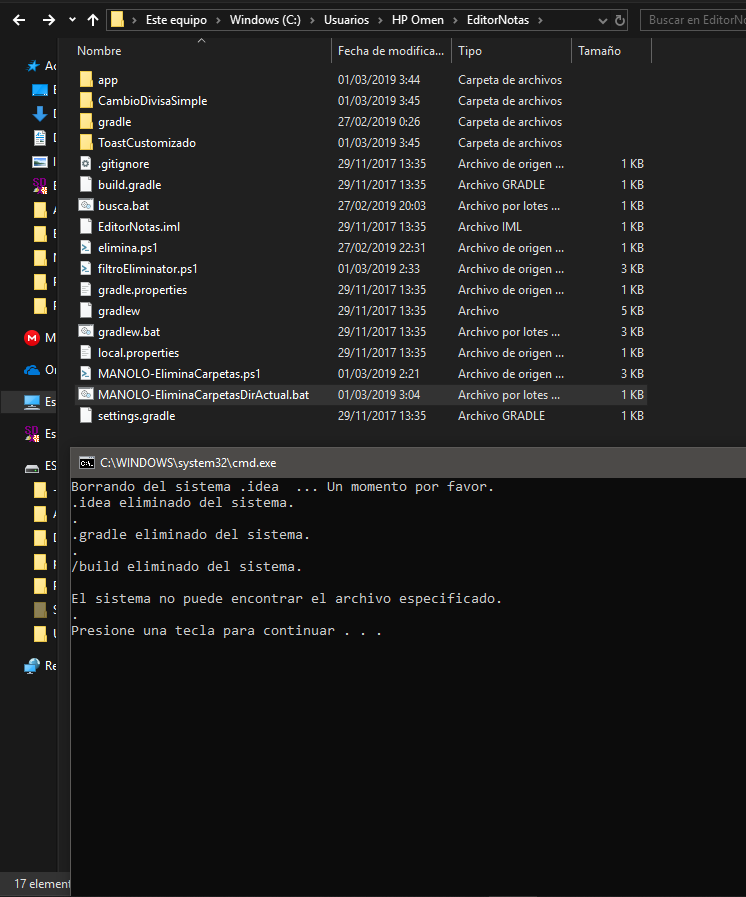 Este equipo > Windows (C:) > Usuarios > HP Omen > EditorNotas >
Buscar en EditorNo
Nombre Fecha de modifica... Tipo Tamaño
app 01/03/2019 3:44 Carpeta de archivos
CambioDivisaSimple 01/03/2019 3:45 Carpeta de archivos
gradle 27/02/2019 0:26 Carpeta de archivos
ToastCustomizado 01/03/2019 3:45 Carpeta de archivos
.gitignore 29/11/2017 13:35 Archivo de origen ... 1 KB
build.gradle 29/11/2017 13:35 Archivo GRADLE 1 KB
busca.bat 27/02/2019 20:03 Archivo por lotes ... 1 KB
EditorNotas.iml 29/11/2017 13:35 Archivo IML 1 KB
elimina.ps1 27/02/2019 22:31 Archivo de origen ... 1 KB
filtroEliminator.ps1 01/03/2019 2:33 Archivo de origen ... 3 KB
gradle.properties 29/11/2017 13:35 Archivo de origen ... 1 KB
gradlew 29/11/2017 13:35 Archivo 5 KB
gradlew.bat 29/11/2017 13:35 Archivo por lotes ... 3 KB
local.properties 29/11/2017 13:35 Archivo de origen ... 1 KB
MANOLO-EliminaCarpetas.ps1 01/03/2019 2:21 Archivo de origen ... 3 KB
MANOLO-EliminaCarpetasDirActual.bat 01/03/2019 3:04 Archivo por lotes ... 1 KB
settings.gradle 29/11/2017 13:35 Archivo GRADLE 1 KB
C:\WINDOWS\system32\cmd.exe
Borrando del sistema .idea  ... Un momento por favor.
.idea eliminado del sistema.
.
.gradle eliminado del sistema.
.
/build eliminado del sistema.
El sistema no puede encontrar el archivo especificado.
.
Presione una tecla para continuar . . .
17 element